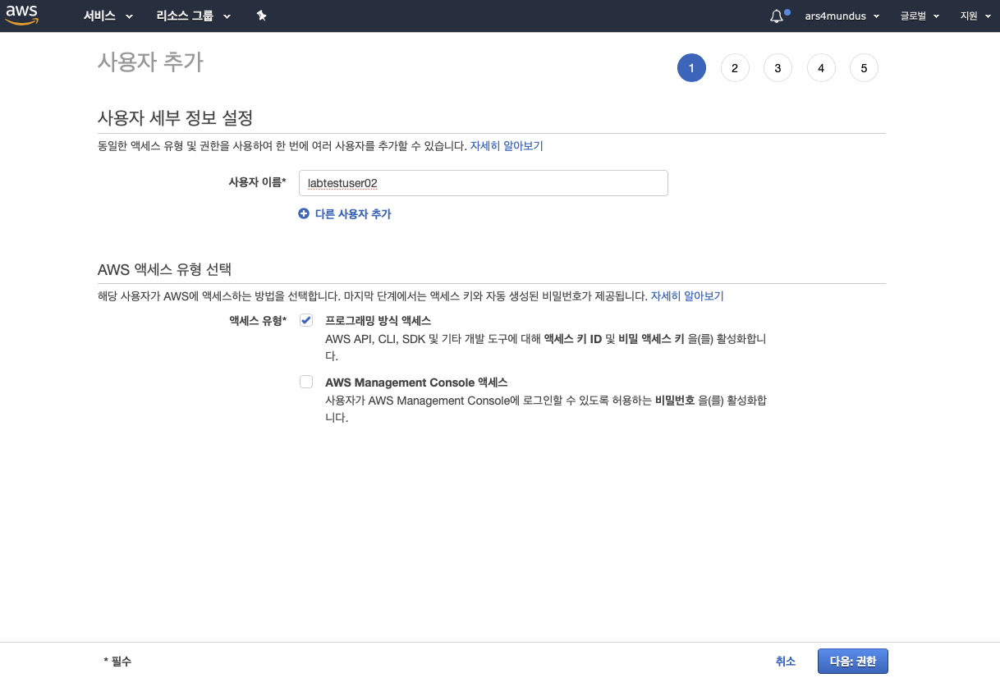 aws 서비스 리소스 그룹 ars4mundus 글로벌 지원
사용자 추가 1 2 3 4 5
사용자 세부 정보 설정
동일한 액세스 유형 및 권한을 사용하여 한 번에 여러 사용자를 추가할 수 있습니다. 자세히 알아보기
사용자 이름* labtestuser02
다른 사용자 추가
AWS 액세스 유형 선택
해당 사용자가 AWS에 액세스하는 방법을 선택합니다. 마지막 단계에서는 액세스 키와 자동 생성된 비밀번호가 제공됩니다. 자세히 알아보기
액세스 유형* 프로그래밍 방식 액세스
AWS API, CLI, SDK 및 기타 개발 도구에 대해 액세스 키 ID 및 비밀 액세스 키 을(를) 활성화합니
다.
AWS Management Console 액세스
사용자가 AWS Management Console에 로그인할 수 있도록 허용하는 비밀번호 을(를) 활성화합
니다.
* 필수 취소 다음: 권한